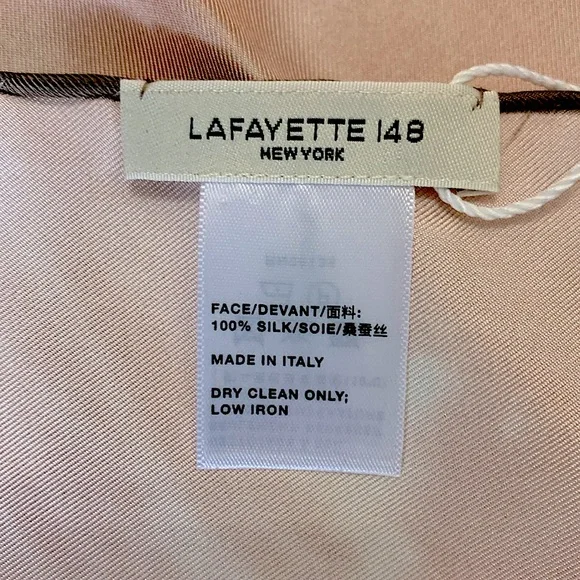 LAFAYETTE 148
NEW YORK
FACE/DEVANT/面料:
100% SILK/SOIE/桑蚕丝
MADE IN ITALY
DRY CLEAN ONLY;
LOW IRON